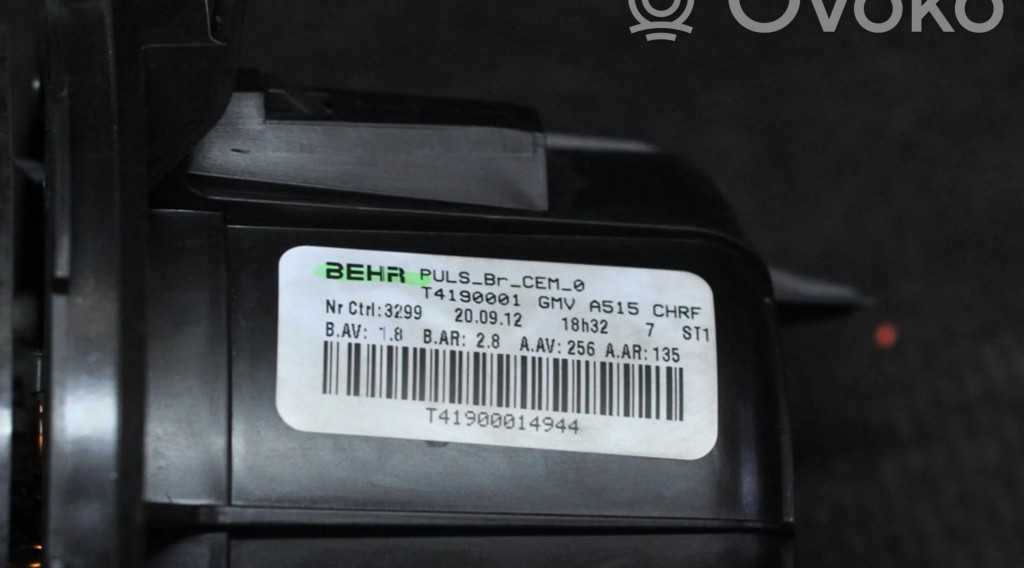 Ovoko
BEHR PULS_Br_CEM_0
T4190001 GMV A515 CHRF
Nr Ctrl:3299 20.09.12 18h32 7 ST1
B.AV: 1.8 B.AR: 2.8 A.AV: 256 A.AR: 135
T41900014944